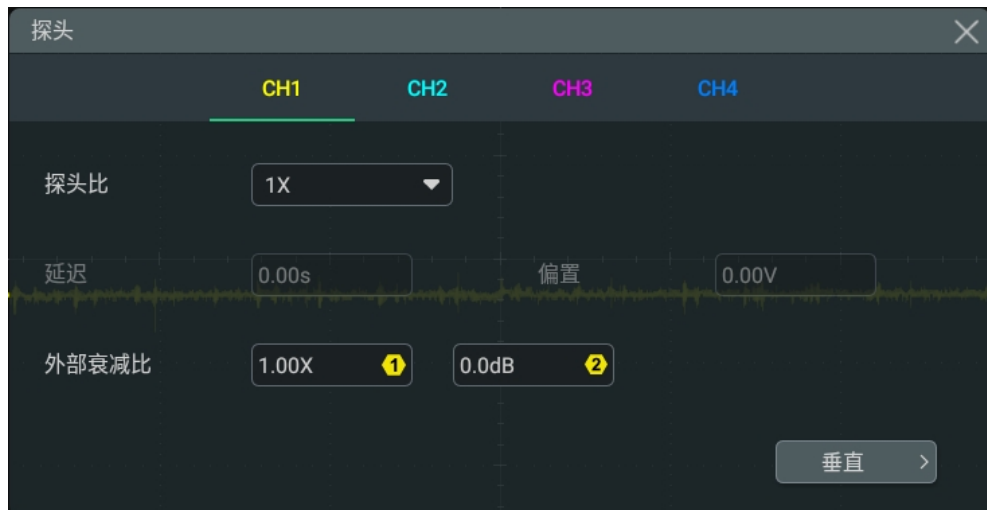 探头
CH1 CH2 CH3 CH4
探头比 1X
延迟 0.00s 偏置 0.00V
外部衰减比 1.00X 1 0.0dB 2
垂直 >